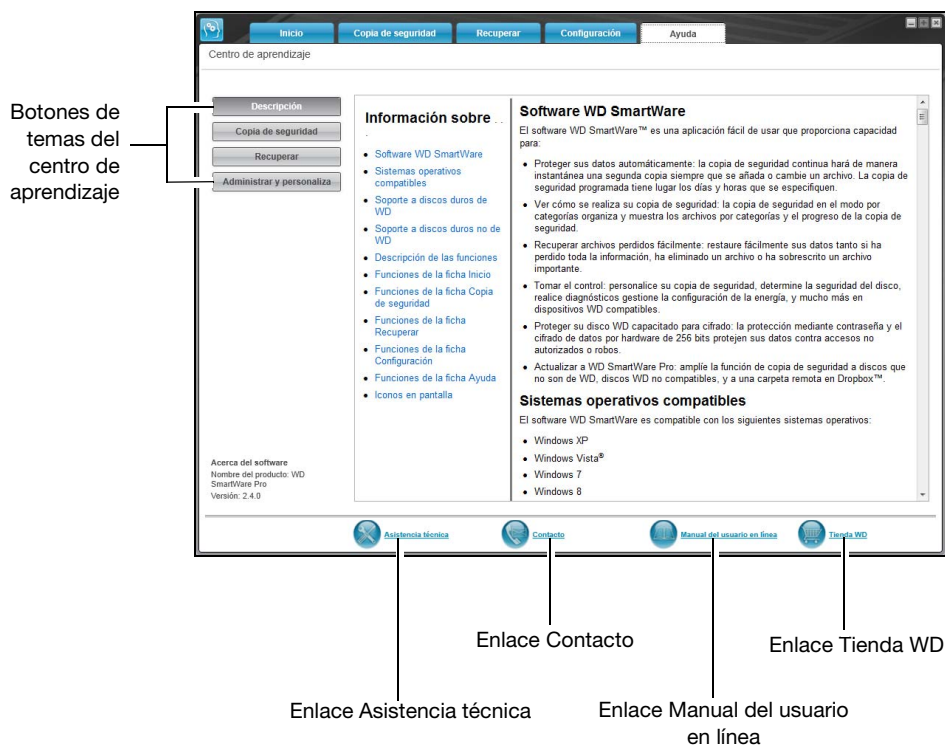 Inicio
Copia de seguridad
Recuperar
Configuración
Ayuda
Centro de aprendizaje
Botones de
temas del
centro de
aprendizaje
Descripción
Copia de seguridad
Recuperar
Administrar y personaliza
Acerca del software
Nombre del producto: WD
SmartWare Pro
Versión: 2.4.0
Información sobre . .
.
• Software WD SmartWare
• Sistemas operativos
compatibles
• Soporte a discos duros de
WD
• Soporte a discos duros no de
WD
• Descripción de las funciones
• Funciones de la ficha Inicio
• Funciones de la ficha Copia
de seguridad
• Funciones de la ficha
Recuperar
• Funciones de la ficha
Configuración
• Funciones de la ficha Ayuda
• Iconos en pantalla
Software WD SmartWare
El software WD SmartWare™ es una aplicación fácil de usar que proporciona capacidad
para:
• Proteger sus datos automáticamente: la copia de seguridad continua hará de manera
instantánea una segunda copia siempre que se añada o cambie un archivo. La copia de
seguridad programada tiene lugar los días y horas que se especifiquen.
• Ver cómo se realiza su copia de seguridad: la copia de seguridad en el modo por
categorías organiza y muestra los archivos por categorías y el progreso de la copia de
seguridad.
• Recuperar archivos perdidos fácilmente: restaure fácilmente sus datos tanto si ha
perdido toda la información, ha eliminado un archivo o ha sobrescrito un archivo
importante.
• Tomar el control: personalice su copia de seguridad, determine la seguridad del disco,
realice diagnósticos gestione la configuración de la energía, y mucho más en
dispositivos WD compatibles.
• Proteger su disco WD capacitado para cifrado: la protección mediante contraseña y el
cifrado de datos por hardware de 256 bits protejen sus datos contra accesos no
autorizados o robos.
• Actualizar a WD SmartWare Pro: amplíe la función de copia de seguridad a discos que
no son de WD, discos WD no compatibles, y a una carpeta remota en Dropbox™.
Sistemas operativos compatibles
El software WD SmartWare es compatible con los siguientes sistemas operativos:
• Windows XP
• Windows Vista®
• Windows 7
• Windows 8
Asistencia técnica
Contacto
Manual del usuario en línea
Tienda WD
Enlace Contacto
Enlace Tienda WD
Enlace Asistencia técnica
Enlace Manual del usuario
en línea